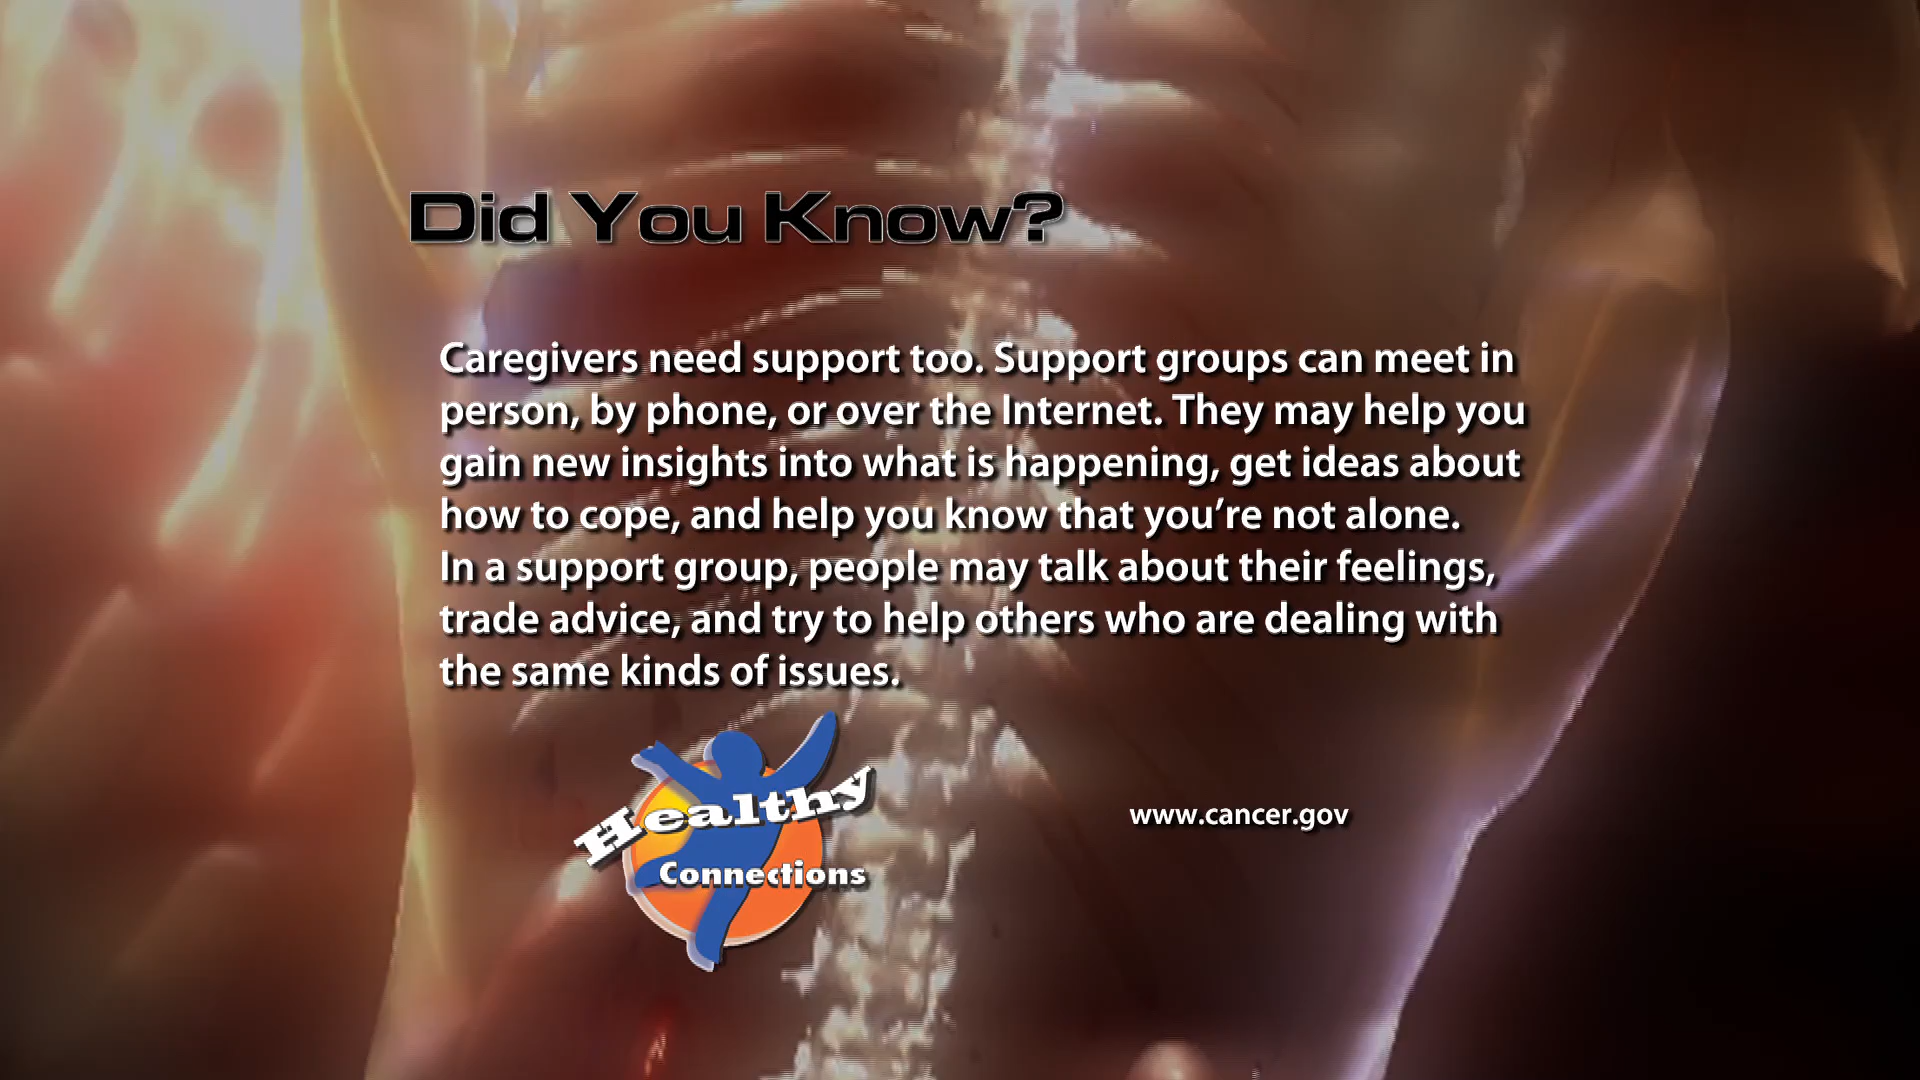 Did You Know?
Caregivers need support too. Support groups can meet in
person, by phone, or over the Internet. They may help you
gain new insights into what is happening, get ideas about
how to cope, and help you know that you’re not alone.
In a support group, people may talk about their feelings,
trade advice, and try to help others who are dealing with
the same kinds of issues.
Healthy
Connections
www.cancer.gov